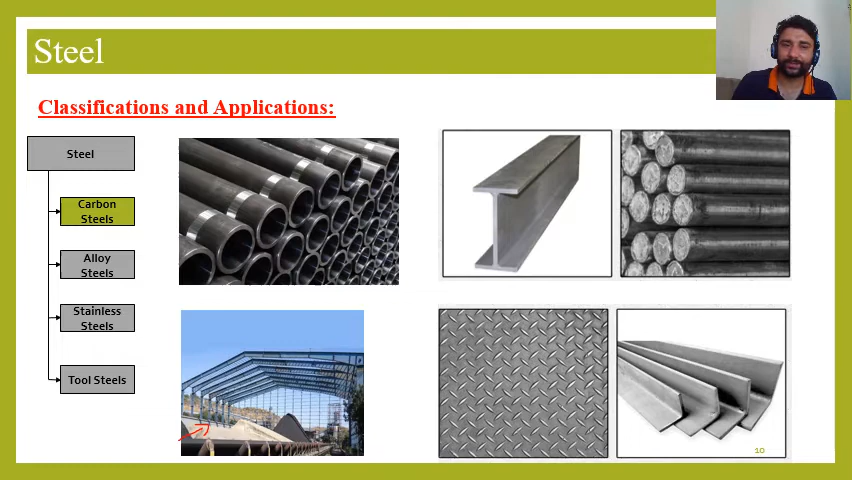 Steel
Classifications and Applications:
Steel
Carbon
Steels
Alloy
Steels
Stainless
Steels
Tool Steels
10